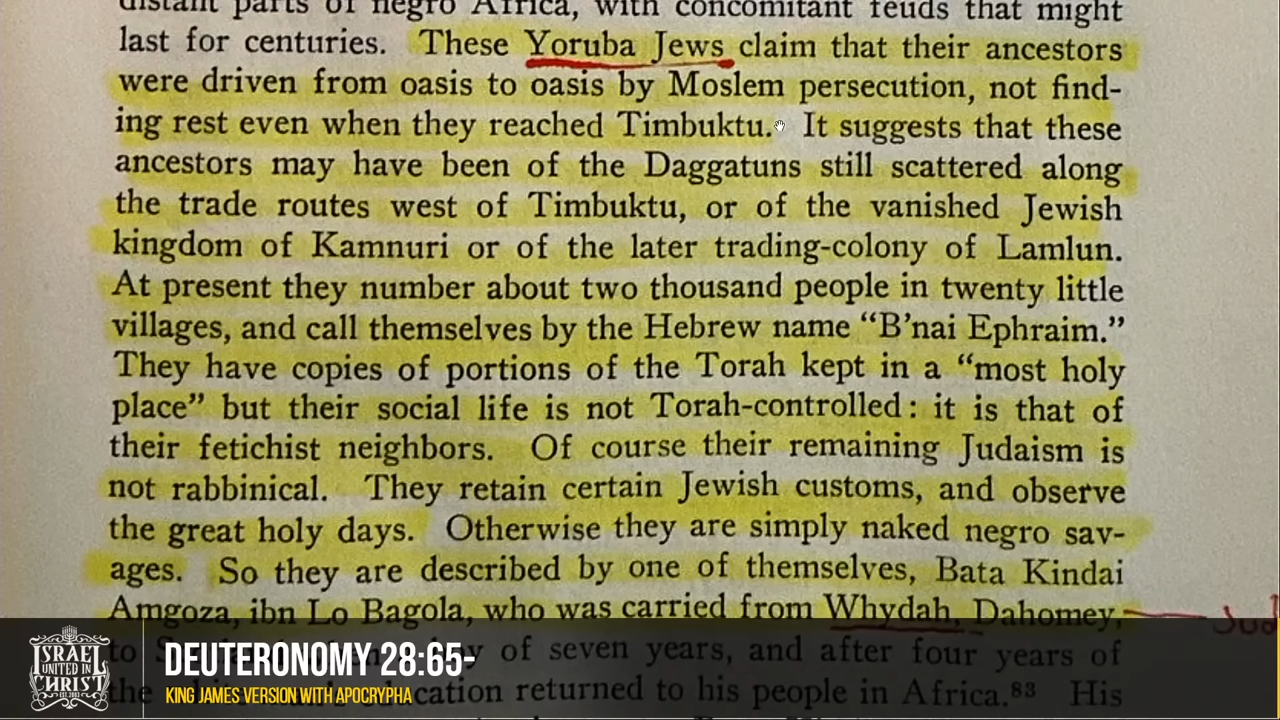 distant parts of negro Africa, with concomitant feuds that might
last for centuries. These Yoruba Jews claim that their ancestors
were driven from oasis to oasis by Moslem persecution, not find-
ing rest even when they reached Timbuktu. It suggests that these
ancestors may have been of the Daggatuns still scattered along
the trade routes west of Timbuktu, or of the vanished Jewish
kingdom of Kamnuri or of the later trading-colony of Lamlun.
At present they number about two thousand people in twenty little
villages, and call themselves by the Hebrew name “B’nai Ephraim.”
They have copies of portions of the Torah kept in a “most holy
place” but their social life is not Torah-controlled: it is that of
their fetichist neighbors. Of course their remaining Judaism is
not rabbinical. They retain certain Jewish customs, and observe
the great holy days. Otherwise they are simply naked negro sav-
ages. So they are described by one of themselves, Bata Kindai
Amgoza, ibn Lo Bagola, who was carried from Whydah, Dahomey,
to of seven years, and after four years of
the education returned to his people in Africa.⁸³ His
ISRAEL
UNITED IN
CHRIST
DEUTERONOMY 28:65-
KING JAMES VERSION WITH APOCRYPHA